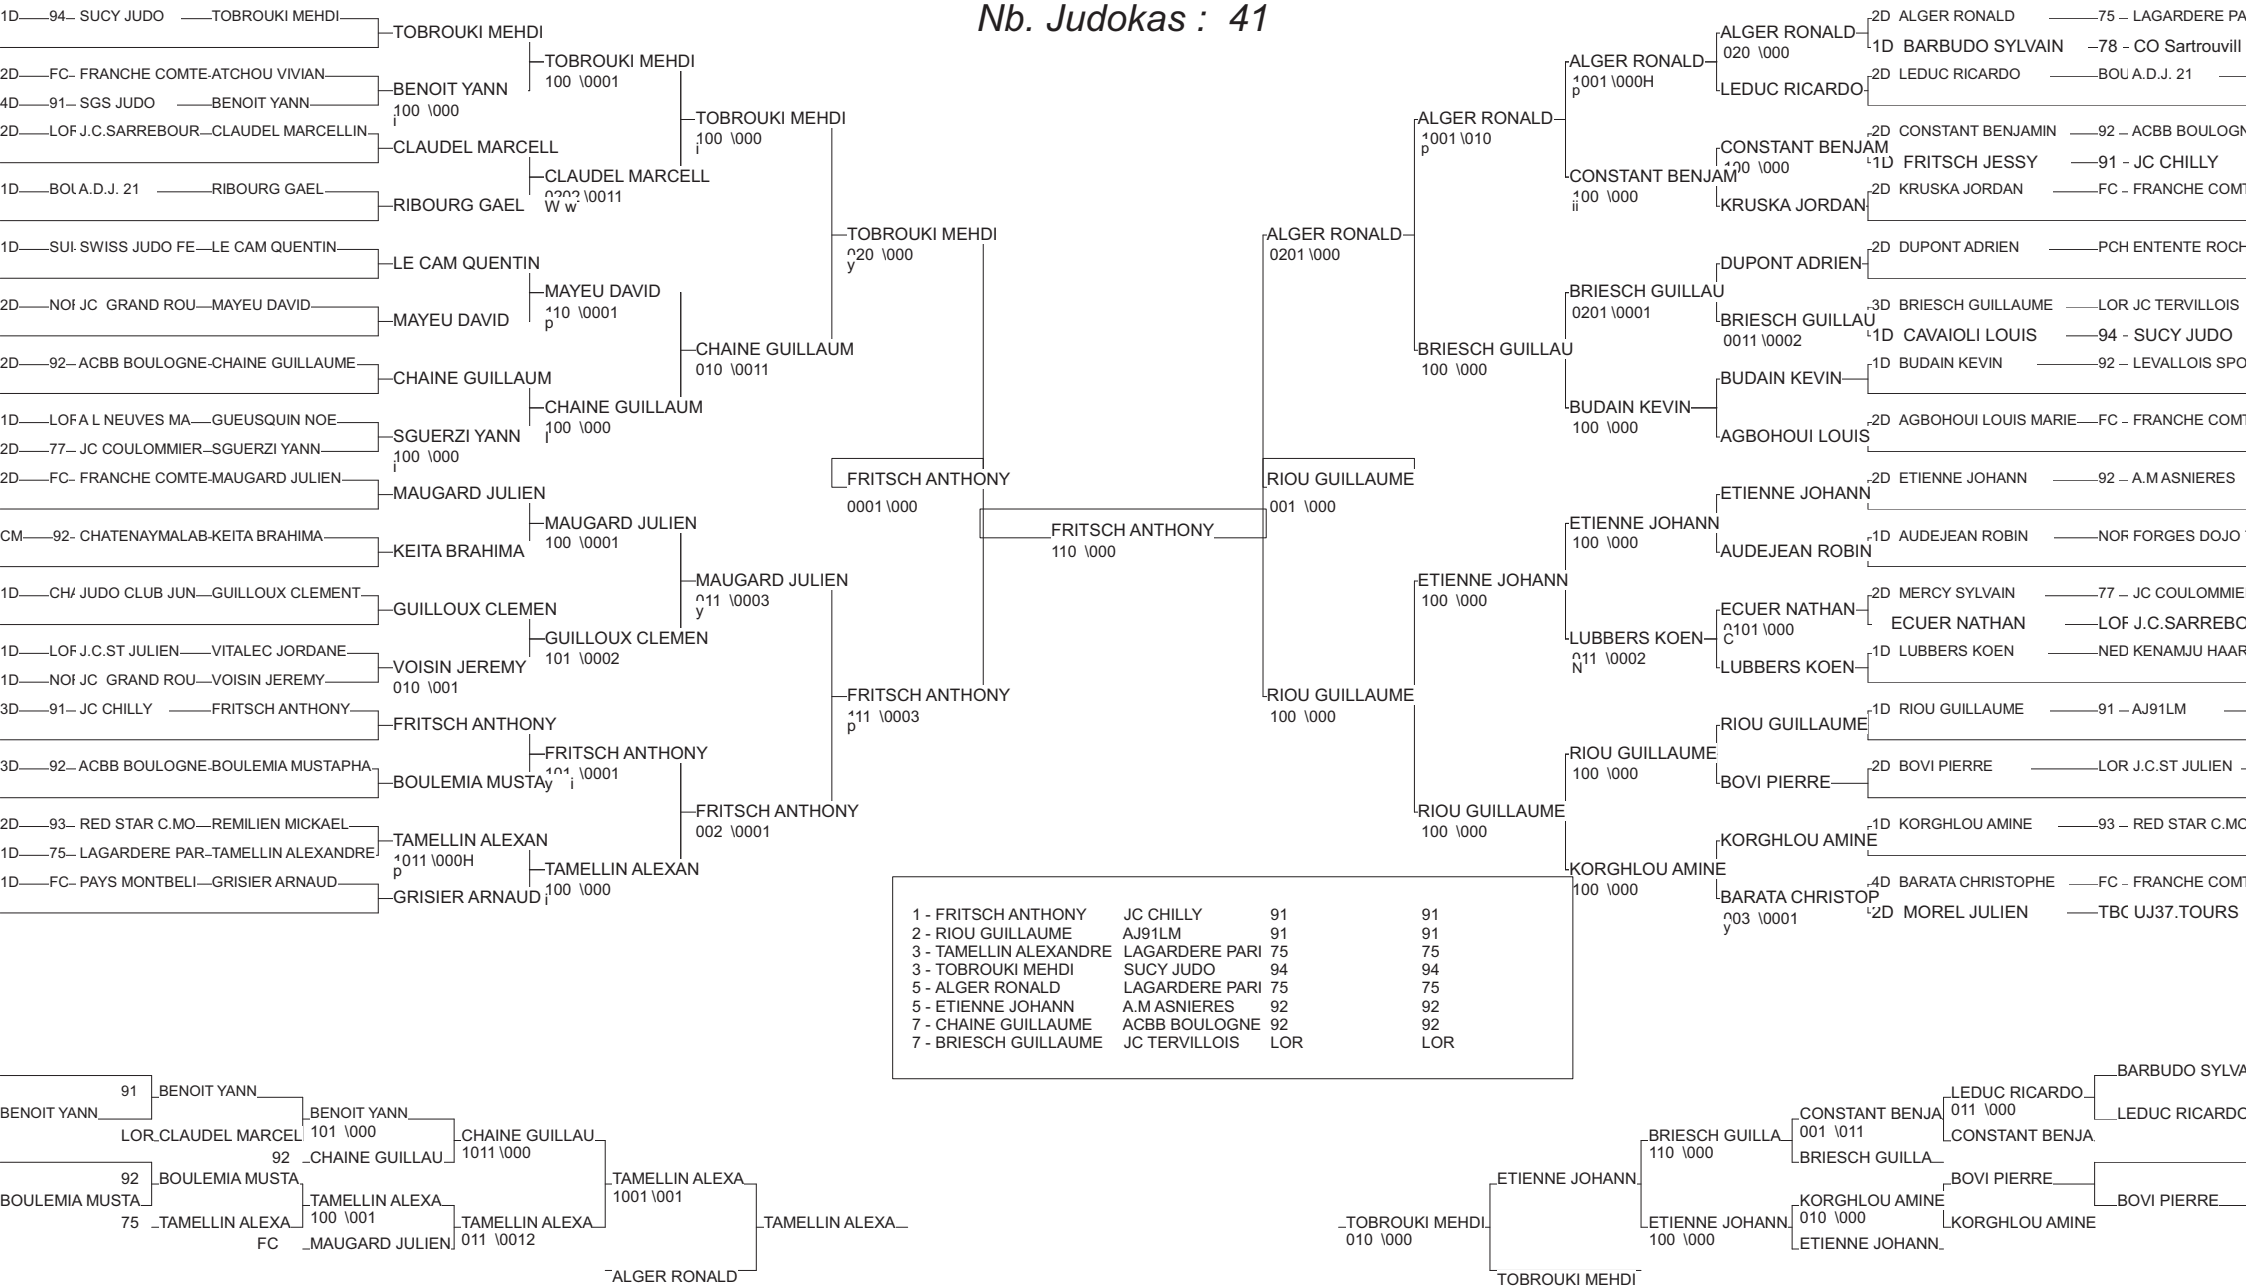 Nb. Judokas : 41
1D 94 SUCY JUDO TOBROUKI MEHDI
2D FC FRANCHE COMTE ATCHOU VIVIAN
4D 91 SGS JUDO BENOIT YANN
2D LOR J.C.SARREBOUR CLAUDEL MARCELLIN
1D BOU A.D.J. 21 RIBOURG GAEL
1D SUI SWISS JUDO FE LE CAM QUENTIN
2D NOR JC GRAND ROU MAYEU DAVID
2D 92 ACBB BOULOGNE CHAINE GUILLAUME
1D LOR A L NEUVES MA GUEUSQUIN NOE
2D 77 JC COULOMMIER SGUERZI YANN
2D FC FRANCHE COMTE MAUGARD JULIEN
CM 92 CHATENAYMALAB KEITA BRAHIMA
1D CHA JUDO CLUB JUN GUILLOUX CLEMENT
1D LOR J.C.ST JULIEN VITALEC JORDANE
1D NOR JC GRAND ROU VOISIN JEREMY
3D 91 JC CHILLY FRITSCH ANTHONY
3D 92 ACBB BOULOGNE BOULEMIA MUSTAPHA
2D 93 RED STAR C.MO REMILIEN MICKAEL
1D 75 LAGARDERE PAR TAMELLIN ALEXANDRE
1D FC PAYS MONTBELI GRISIER ARNAUD
TOBROUKI MEHDI
BENOIT YANN
100 \000
i
CLAUDEL MARCELL
RIBOURG GAEL
LE CAM QUENTIN
MAYEU DAVID
CHAINE GUILLAUM
SGUERZI YANN
100 \000
i
MAUGARD JULIEN
KEITA BRAHIMA
GUILLOUX CLEMEN
VOISIN JEREMY
010 \001
FRITSCH ANTHONY
BOULEMIA MUSTA
TAMELLIN ALEXAN
1011 \000H
p
GRISIER ARNAUD
TOBROUKI MEHDI
100 \0001
CLAUDEL MARCELL
0202 \0011
W w
MAYEU DAVID
110 \0001
p
CHAINE GUILLAUM
100 \000
i
MAUGARD JULIEN
100 \0001
GUILLOUX CLEMEN
101 \0002
FRITSCH ANTHONY
101 \0001
y i
TAMELLIN ALEXAN
100 \000
i
TOBROUKI MEHDI
100 \000
i
CHAINE GUILLAUM
010 \0011
MAUGARD JULIEN
011 \0003
y
FRITSCH ANTHONY
002 \0001
TOBROUKI MEHDI
020 \000
y
FRITSCH ANTHONY
111 \0003
p
FRITSCH ANTHONY
0001 \000
FRITSCH ANTHONY
110 \000
RIOU GUILLAUME
001 \000
ALGER RONALD
0201 \000
RIOU GUILLAUME
100 \000
ALGER RONALD
1001 \010
p
BRIESCH GUILLAU
100 \000
ETIENNE JOHANN
100 \000
RIOU GUILLAUME
100 \000
ALGER RONALD
1001 \000H
p
CONSTANT BENJAM
100 \000
ii
BRIESCH GUILLAU
0201 \0001
BUDAIN KEVIN
100 \000
ETIENNE JOHANN
100 \000
LUBBERS KOEN
011 \0002
N
RIOU GUILLAUME
100 \000
KORGHLOU AMINE
100 \000
ALGER RONALD
020 \000
LEDUC RICARDO
CONSTANT BENJAM
100 \000
KRUSKA JORDAN
DUPONT ADRIEN
BRIESCH GUILLAU
0011 \0002
BUDAIN KEVIN
AGBOHOUI LOUIS
ETIENNE JOHANN
AUDEJEAN ROBIN
ECUER NATHAN
0101 \000
C
LUBBERS KOEN
RIOU GUILLAUME
BOVI PIERRE
KORGHLOU AMINE
BARATA CHRISTOP
003 \0001
y
2D ALGER RONALD 75 – LAGARDERE PA
1D BARBUDO SYLVAIN 78 – CO Sartrouvill
2D LEDUC RICARDO BOU A.D.J. 21
2D CONSTANT BENJAMIN 92 – ACBB BOULOGN
1D FRITSCH JESSY 91 - JC CHILLY
2D KRUSKA JORDAN FC – FRANCHE COMT
2D DUPONT ADRIEN PCH ENTENTE ROCH
3D BRIESCH GUILLAUME LOR JC TERVILLOIS
1D CAVAIOLI LOUIS 94 - SUCY JUDO
1D BUDAIN KEVIN 92 – LEVALLOIS SPO
2D AGBOHOUI LOUIS MARIE FC – FRANCHE COMT
2D ETIENNE JOHANN 92 – A.M ASNIERES
1D AUDEJEAN ROBIN NOR FORGES DOJO
2D MERCY SYLVAIN 77 – JC COULOMMIE
ECUER NATHAN LOR J.C.SARREBO
1D LUBBERS KOEN NED KENAMJU HAAR
1D RIOU GUILLAUME 91 – AJ91LM
2D BOVI PIERRE LOR J.C.ST JULIEN
1D KORGHLOU AMINE 93 – RED STAR C.MO
4D BARATA CHRISTOPHE FC – FRANCHE COMT
2D MOREL JULIEN TBO UJ37.TOURS
1 - FRITSCH ANTHONY JC CHILLY 91 91
2 - RIOU GUILLAUME AJ91LM 91 91
3 - TAMELLIN ALEXANDRE LAGARDERE PARI 75 75
3 - TOBROUKI MEHDI SUCY JUDO 94 94
5 - ALGER RONALD LAGARDERE PARI 75 75
5 - ETIENNE JOHANN A.M ASNIERES 92 92
7 - CHAINE GUILLAUME ACBB BOULOGNE 92 92
7 - BRIESCH GUILLAUME JC TERVILLOIS LOR LOR
BENOIT YANN
BOULEMIA MUSTA
91 BENOIT YANN
LOR CLAUDEL MARCEL
92 BOULEMIA MUSTA
75 TAMELLIN ALEXA
BENOIT YANN
101 \000
92 CHAINE GUILLAU
TAMELLIN ALEXA
100 \001
FC MAUGARD JULIEN
CHAINE GUILLAU
1011 \000
TAMELLIN ALEXA
011 \0012
TAMELLIN ALEXA
1001 \001
ALGER RONALD
TAMELLIN ALEXA
TOBROUKI MEHDI
010 \000
ETIENNE JOHANN
TOBROUKI MEHDI
BRIESCH GUILLA
110 \000
ETIENNE JOHANN
100 \000
CONSTANT BENJA
001 \011
BRIESCH GUILLA
KORGHLOU AMINE
010 \000
ETIENNE JOHANN
LEDUC RICARDO
011 \000
CONSTANT BENJA
BOVI PIERRE
KORGHLOU AMINE
BARBUDO SYLVA
LEDUC RICARDO
BOVI PIERRE